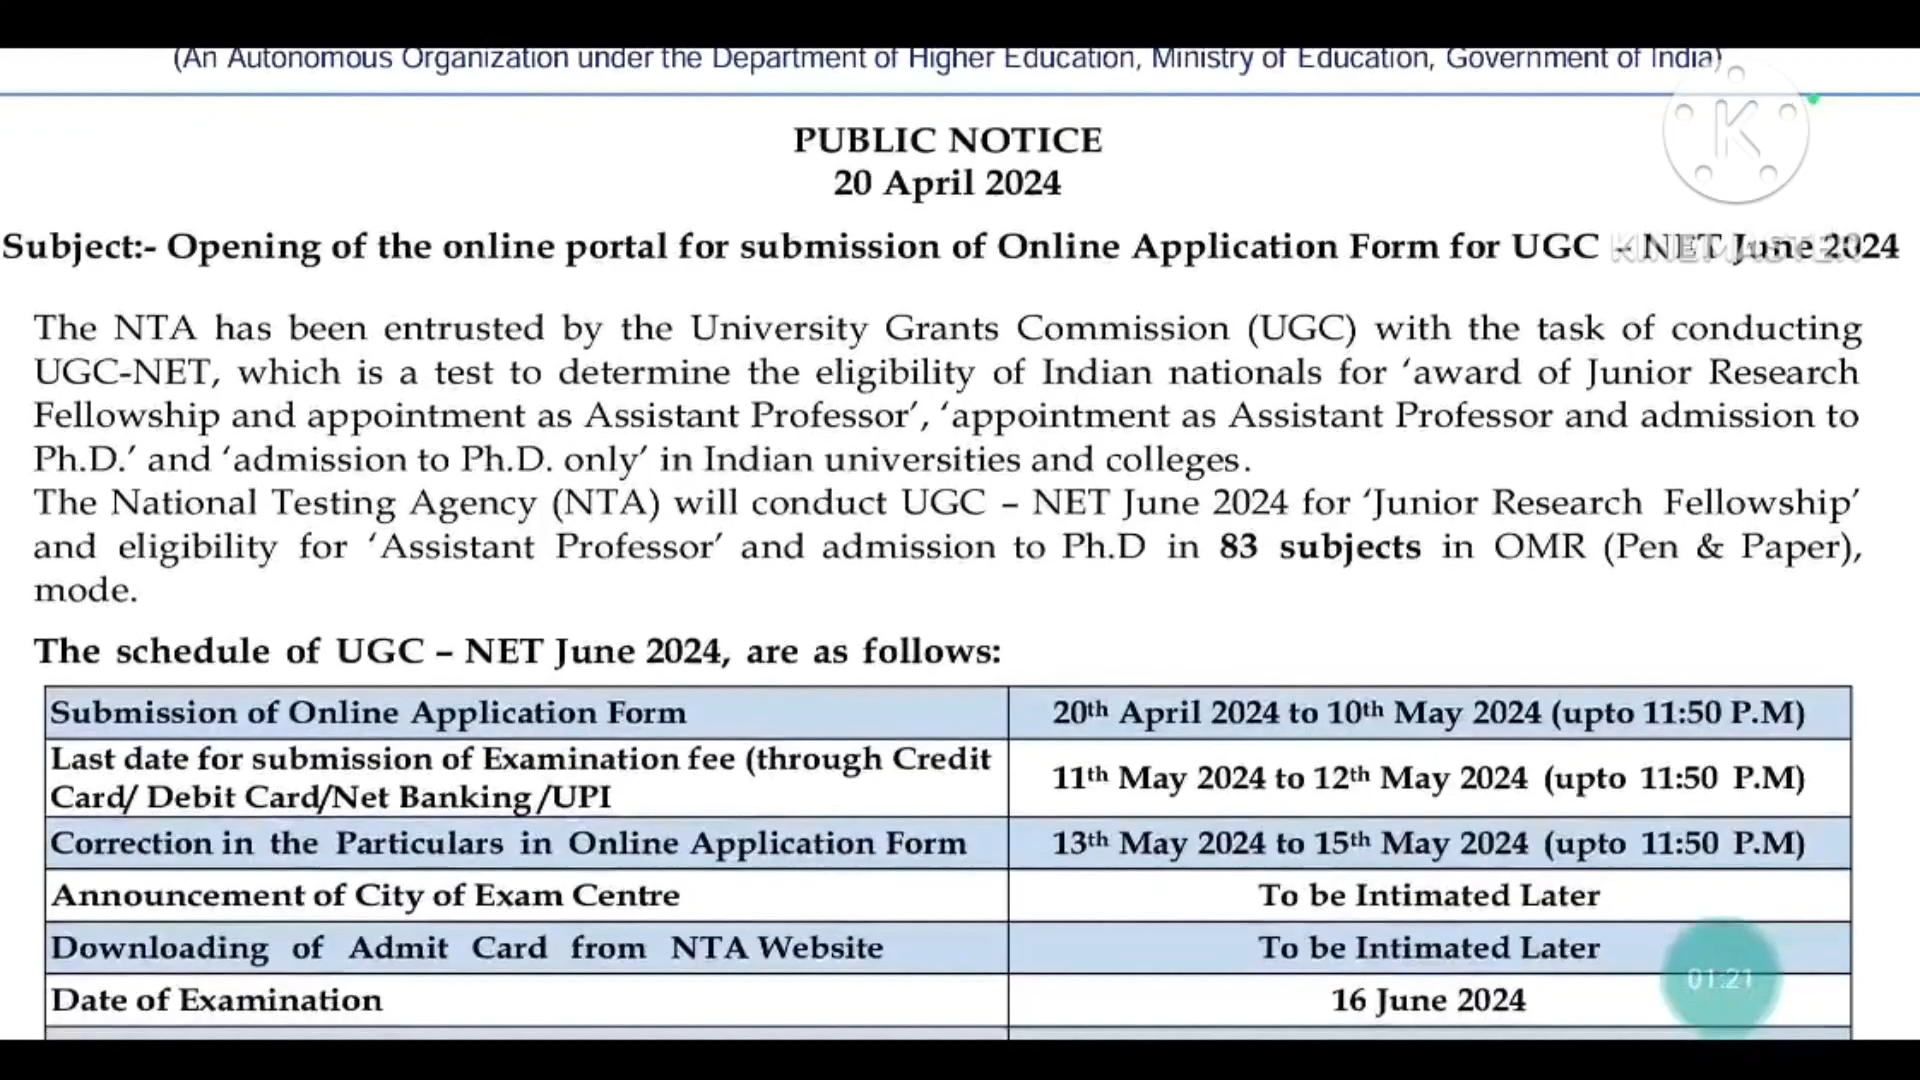 (An Autonomous Organization under the Department of Higher Education, Ministry of Education, Government of India)
PUBLIC NOTICE
20 April 2024
K
Subject:- Opening of the online portal for submission of Online Application Form for UGC – NET June 2024
KINEMASTER
The NTA has been entrusted by the University Grants Commission (UGC) with the task of conducting
UGC-NET, which is a test to determine the eligibility of Indian nationals for ‘award of Junior Research
Fellowship and appointment as Assistant Professor’, ‘appointment as Assistant Professor and admission to
Ph.D.’ and ‘admission to Ph.D. only’ in Indian universities and colleges.
The National Testing Agency (NTA) will conduct UGC – NET June 2024 for ‘Junior Research Fellowship’
and eligibility for ‘Assistant Professor’ and admission to Ph.D in 83 subjects in OMR (Pen & Paper),
mode.
The schedule of UGC – NET June 2024, are as follows:
Submission of Online Application Form 20th April 2024 to 10th May 2024 (upto 11:50 P.M)
Last date for submission of Examination fee (through Credit
Card/ Debit Card/Net Banking/UPI 11th May 2024 to 12th May 2024 (upto 11:50 P.M)
Correction in the Particulars in Online Application Form 13th May 2024 to 15th May 2024 (upto 11:50 P.M)
Announcement of City of Exam Centre To be Intimated Later
Downloading of Admit Card from NTA Website To be Intimated Later
01:21
Date of Examination 16 June 2024